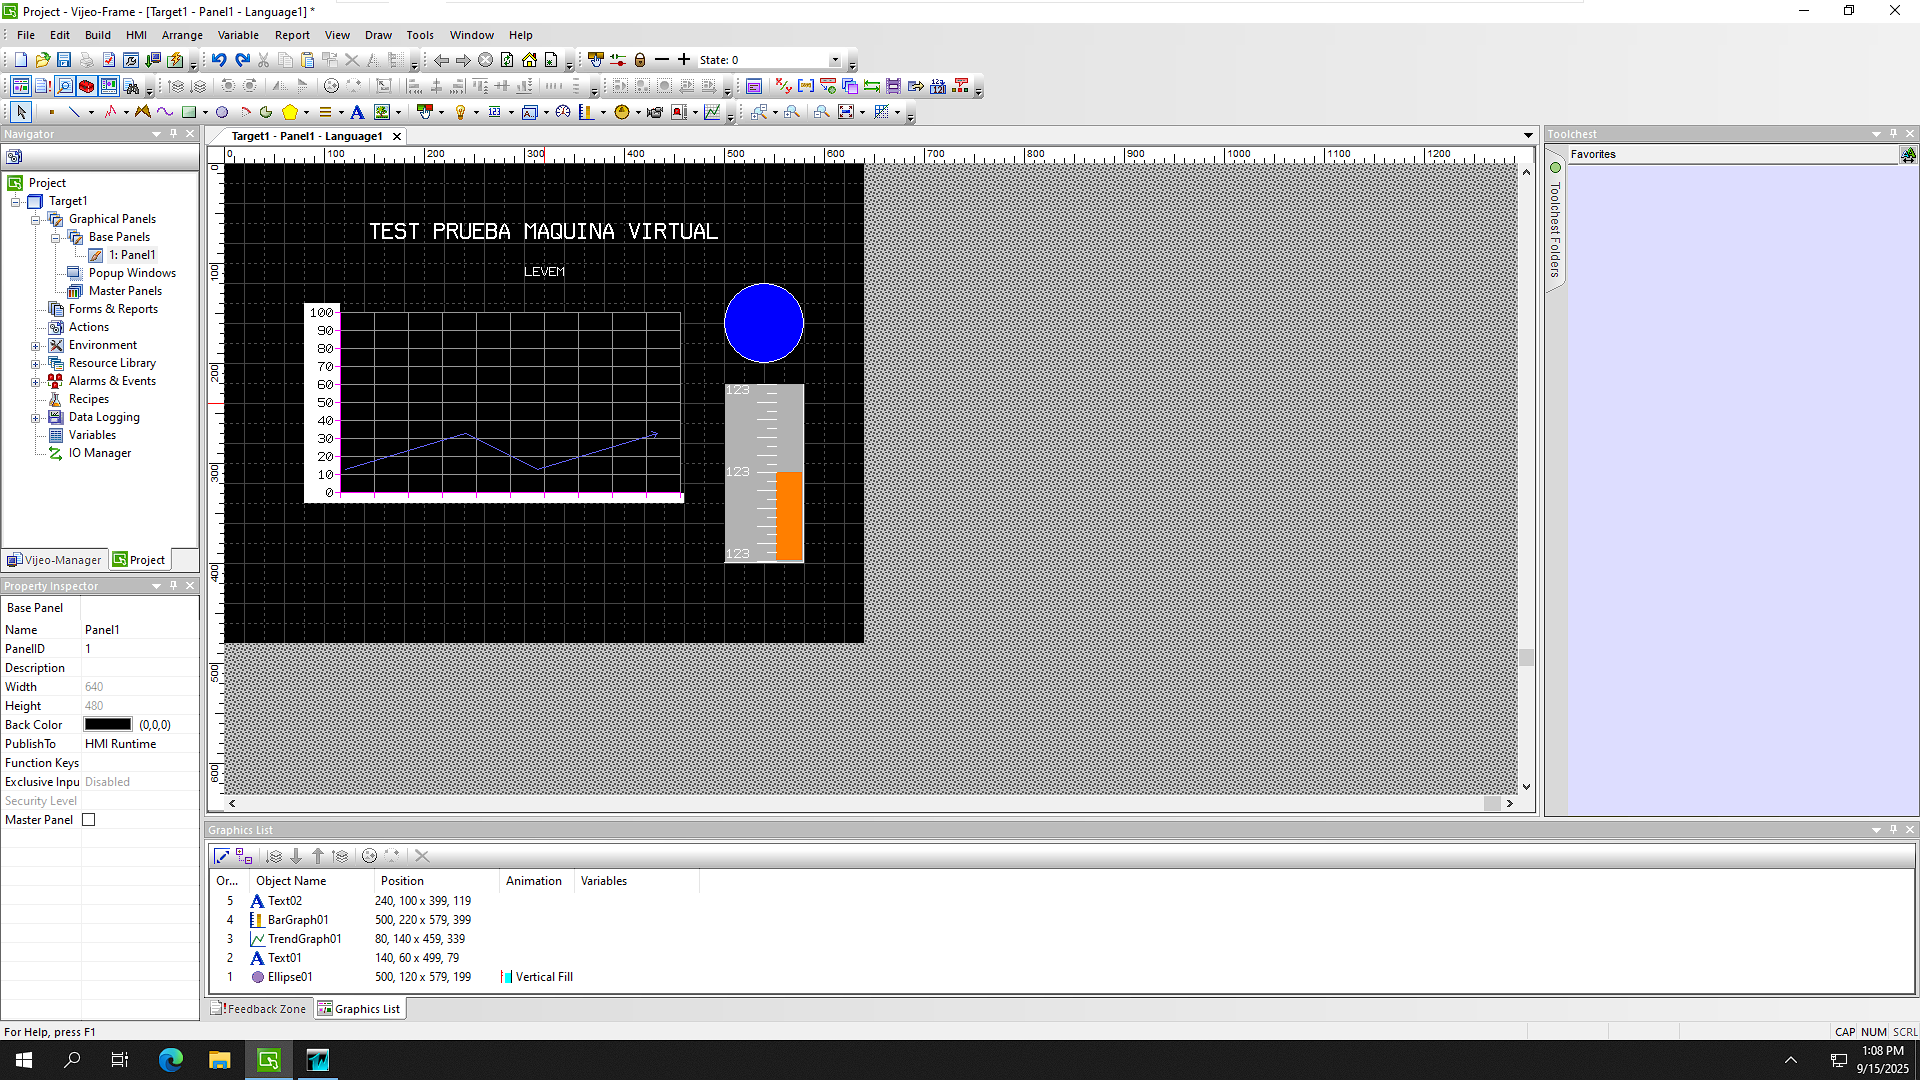 Project - Vijeo-Frame - [Target1 - Panel1 - Language1] *
File Edit Build HMI Arrange Variable Report View Draw Tools Window Help
State: 0
Navigator
Target1 - Panel1 - Language1
Toolchest
0 100 200 300 400 500 600 700 800 900 1000 1100 1200
Favorites
Toolchest Folders
Project
Target1
Graphical Panels
Base Panels
1: Panel1
Popup Windows
Master Panels
Forms & Reports
Actions
Environment
Resource Library
Alarms & Events
Recipes
Data Logging
Variables
IO Manager
Vijeo-Manager Project
0
100
200
300
400
500
600
TEST PRUEBA MAQUINA VIRTUAL
LEVEM
100
90
80
70
60
50
40
30
20
10
0
123
123
123
Property Inspector
Base Panel
Name Panel1
PanelID 1
Description
Width 640
Height 480
Back Color (0,0,0)
PublishTo HMI Runtime
Function Keys
Exclusive Inpu Disabled
Security Level
Master Panel
Graphics List
Or... Object Name Position Animation Variables
5 Text02 240, 100 x 399, 119
4 BarGraph01 500, 220 x 579, 399
3 TrendGraph01 80, 140 x 459, 339
2 Text01 140, 60 x 499, 79
1 Ellipse01 500, 120 x 579, 199 Vertical Fill
Feedback Zone Graphics List
For Help, press F1
CAP NUM SCRL
1:08 PM
9/15/2025